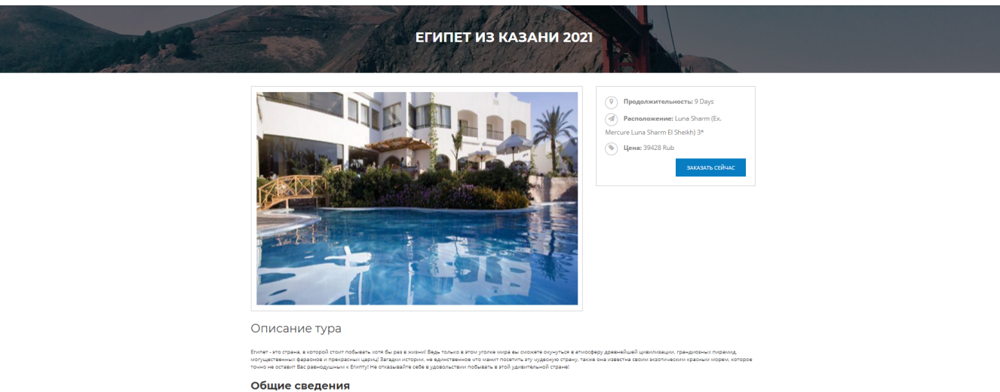 ЕГИПЕТ ИЗ КАЗАНИ 2021
Продолжительность: 9 Days
Расположение: Luna Sharm (Ex.
Mercure Luna Sharm El Sheikh) 3*
Цена: 39428 Rub
ЗАКАЗАТЬ СЕЙЧАС
Описание тура
Египет - это страна, в которой стоит побывать хотя бы раз в жизни! Ведь только в этом уголке мира вы сможете окунуться в атмосферу древнейшей цивилизации, грандиозных пирамид,
могущественных фараонов и прекрасных цариц! Загадки истории, не единственное что манит посетить эту чудесную страну, также она известна своим экзотическим красным морем, которое
точно не оставит Вас равнодушным к Египту! Не отказывайте себе в удовольствии побывать в этой удивительной стране!
Общие сведения